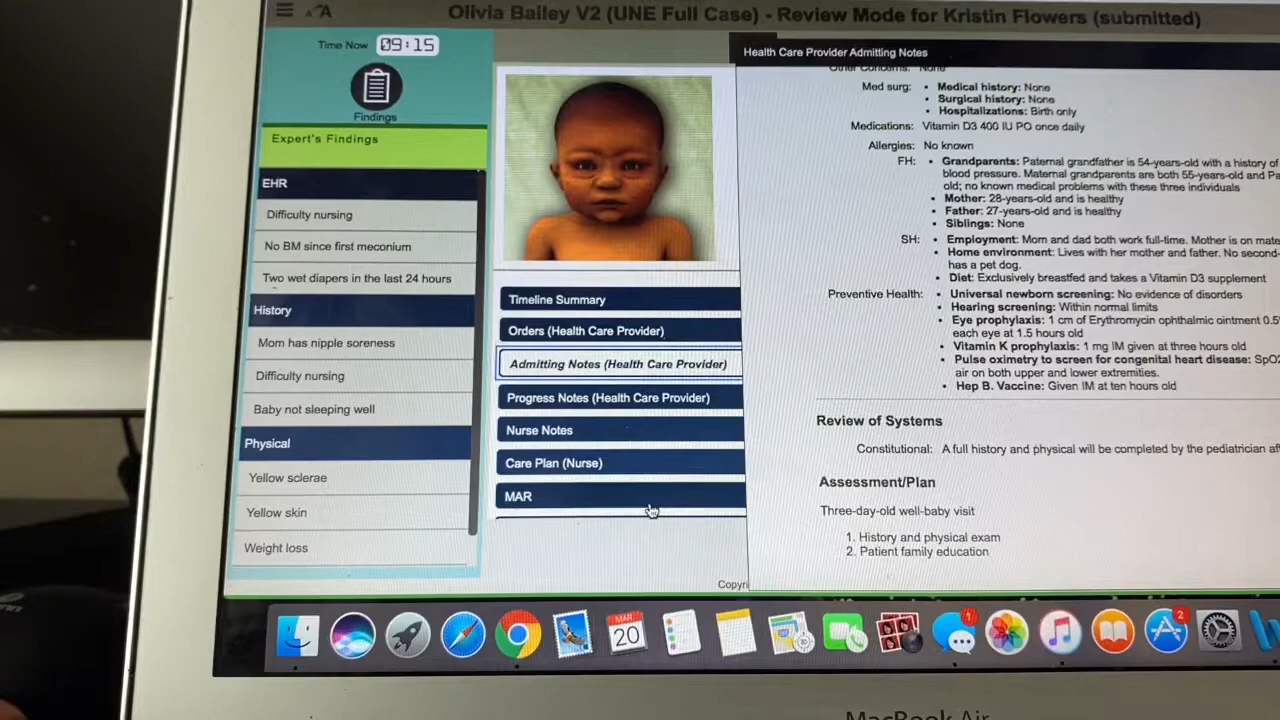 Olivia Bailey V2 (UNE Full Case) - Review Mode for Kristin Flowers (submitted)
AA
Time Now 09:15
Findings
Expert's Findings
EHR
Difficulty nursing
No BM since first meconium
Two wet diapers in the last 24 hours
History
Mom has nipple soreness
Difficulty nursing
Baby not sleeping well
Physical
Yellow sclerae
Yellow skin
Weight loss
Timeline Summary
Orders (Health Care Provider)
Admitting Notes (Health Care Provider)
Progress Notes (Health Care Provider)
Nurse Notes
Care Plan (Nurse)
MAR
Health Care Provider Admitting Notes
Other Concerns: None
Med surg: • Medical history: None
• Surgical history: None
• Hospitalizations: Birth only
Medications: Vitamin D3 400 IU PO once daily
Allergies: No known
FH: • Grandparents: Paternal grandfather is 54-years-old with a history of
blood pressure. Maternal grandparents are both 55-years-old and Pa
old; no known medical problems with these three individuals
• Mother: 28-years-old and is healthy
• Father: 27-years-old and is healthy
• Siblings: None
SH: • Employment: Mom and dad both work full-time. Mother is on mate
• Home environment: Lives with her mother and father. No second-
has a pet dog.
• Diet: Exclusively breastfed and takes a Vitamin D3 supplement
Preventive Health: • Universal newborn screening: No evidence of disorders
• Hearing screening: Within normal limits
• Eye prophylaxis: 1 cm of Erythromycin ophthalmic ointment 0.5
each eye at 1.5 hours old
• Vitamin K prophylaxis: 1 mg IM given at three hours old
• Pulse oximetry to screen for congenital heart disease: SpO2
air on both upper and lower extremities.
• Hep B. Vaccine: Given IM at ten hours old
Review of Systems
Constitutional: A full history and physical will be completed by the pediatrician af
Assessment/Plan
Three-day-old well-baby visit
1. History and physical exam
2. Patient family education
Copyri
MAR
20
1
2
MacBook Air